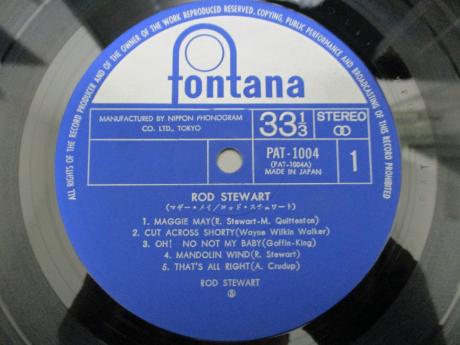 ALL RIGHTS OF THE RECORD PRODUCER AND OF THE OWNER OF THE WORK REPRODUCED RESERVED, COPYING, PUBLIC PERFORMANCE AND BROADCASTING OF THIS RECORD PROHIBITED
fontana
MANUFACTURED BY NIPPON PHONOGRAM
CO. LTD., TOKYO
33 1/3
STEREO
PAT-1004
(PAT-1004A)
MADE IN JAPAN
1
ROD STEWART
(マギー・メイ/ロッド・スチュワート)
1. MAGGIE MAY(R. Stewart-M. Quittenton)
2. CUT ACROSS SHORTY(Wayne Wilkin Walker)
3. OH! NO NOT MY BABY(Goffin-King)
4. MANDOLIN WIND(R. Stewart)
5. THAT'S ALL RIGHT(A. Crudup)
ROD STEWART